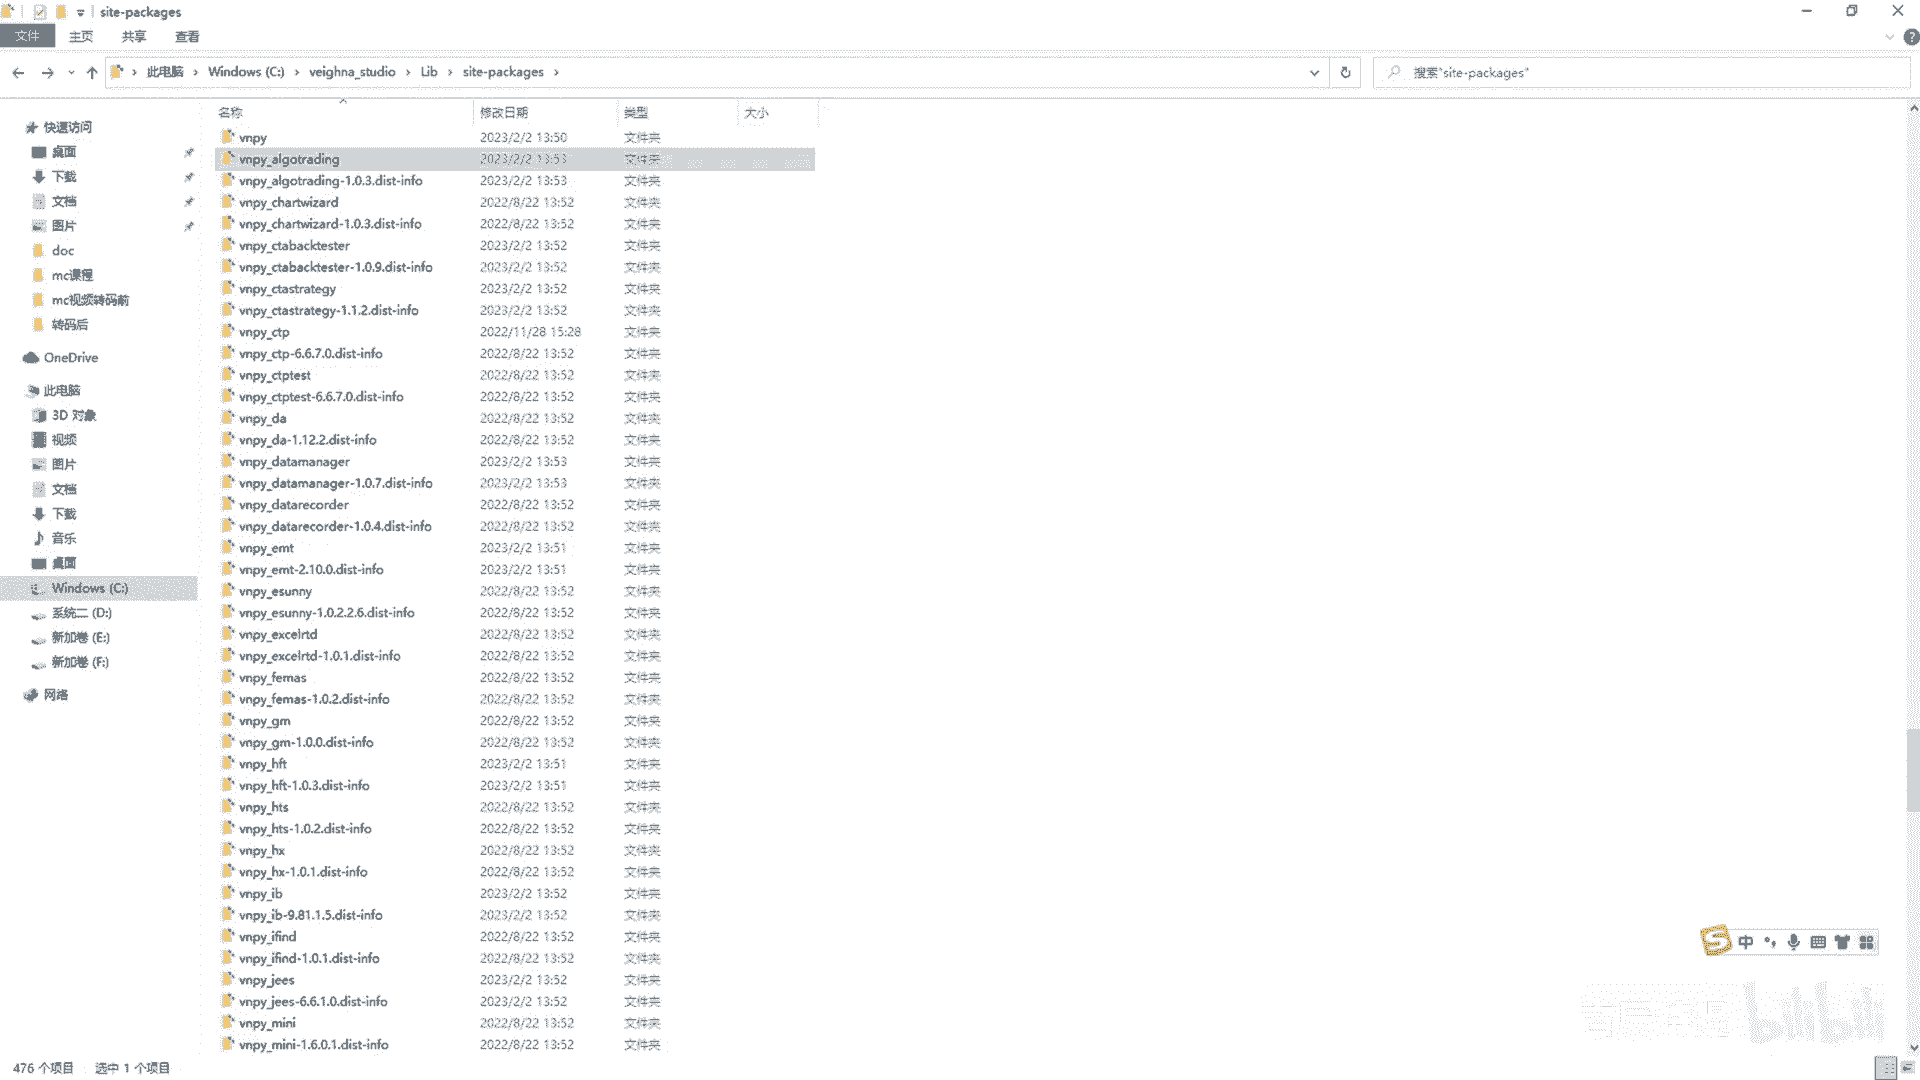 site-packages
文件 主页 共享 查看
此电脑 › Windows (C:) › veighna_studio › Lib › site-packages ›
搜索"site-packages"
名称 修改日期 类型 大小
快速访问
桌面
下载
文档
图片
doc
mc课程
mc视频转码前
转码后
OneDrive
此电脑
3D 对象
视频
图片
文档
下载
音乐
桌面
Windows (C:)
系统二 (D:)
新加卷 (E:)
新加卷 (F:)
网络
vnpy 2023/2/2 13:50 文件夹
vnpy_algotrading 2023/2/2 13:53 文件夹
vnpy_algotrading-1.0.3.dist-info 2023/2/2 13:53 文件夹
vnpy_chartwizard 2022/8/22 13:52 文件夹
vnpy_chartwizard-1.0.3.dist-info 2022/8/22 13:52 文件夹
vnpy_ctabacktester 2023/2/2 13:52 文件夹
vnpy_ctabacktester-1.0.9.dist-info 2023/2/2 13:52 文件夹
vnpy_ctastrategy 2023/2/2 13:52 文件夹
vnpy_ctastrategy-1.1.2.dist-info 2023/2/2 13:52 文件夹
vnpy_ctp 2022/11/28 15:28 文件夹
vnpy_ctp-6.6.7.0.dist-info 2022/8/22 13:52 文件夹
vnpy_ctptest 2022/8/22 13:52 文件夹
vnpy_ctptest-6.6.7.0.dist-info 2022/8/22 13:52 文件夹
vnpy_da 2022/8/22 13:52 文件夹
vnpy_da-1.12.2.dist-info 2022/8/22 13:52 文件夹
vnpy_datamanager 2023/2/2 13:53 文件夹
vnpy_datamanager-1.0.7.dist-info 2023/2/2 13:53 文件夹
vnpy_datarecorder 2022/8/22 13:52 文件夹
vnpy_datarecorder-1.0.4.dist-info 2022/8/22 13:52 文件夹
vnpy_emt 2023/2/2 13:51 文件夹
vnpy_emt-2.10.0.dist-info 2023/2/2 13:51 文件夹
vnpy_esunny 2022/8/22 13:52 文件夹
vnpy_esunny-1.0.2.2.6.dist-info 2022/8/22 13:52 文件夹
vnpy_excelrtd 2022/8/22 13:52 文件夹
vnpy_excelrtd-1.0.1.dist-info 2022/8/22 13:52 文件夹
vnpy_femas 2022/8/22 13:52 文件夹
vnpy_femas-1.0.2.dist-info 2022/8/22 13:52 文件夹
vnpy_gm 2022/8/22 13:52 文件夹
vnpy_gm-1.0.0.dist-info 2022/8/22 13:52 文件夹
vnpy_hft 2023/2/2 13:51 文件夹
vnpy_hft-1.0.3.dist-info 2023/2/2 13:51 文件夹
vnpy_hts 2022/8/22 13:52 文件夹
vnpy_hts-1.0.2.dist-info 2022/8/22 13:52 文件夹
vnpy_hx 2022/8/22 13:52 文件夹
vnpy_hx-1.0.1.dist-info 2022/8/22 13:52 文件夹
vnpy_ib 2023/2/2 13:52 文件夹
vnpy_ib-9.81.1.5.dist-info 2023/2/2 13:52 文件夹
vnpy_ifind 2022/8/22 13:52 文件夹
vnpy_ifind-1.0.1.dist-info 2022/8/22 13:52 文件夹
vnpy_jees 2023/2/2 13:52 文件夹
vnpy_jees-6.6.1.0.dist-info 2023/2/2 13:52 文件夹
vnpy_mini 2022/8/22 13:52 文件夹
vnpy_mini-1.6.0.1.dist-info 2022/8/22 13:52 文件夹
中
bilibili
476 个项目 选中 1 个项目